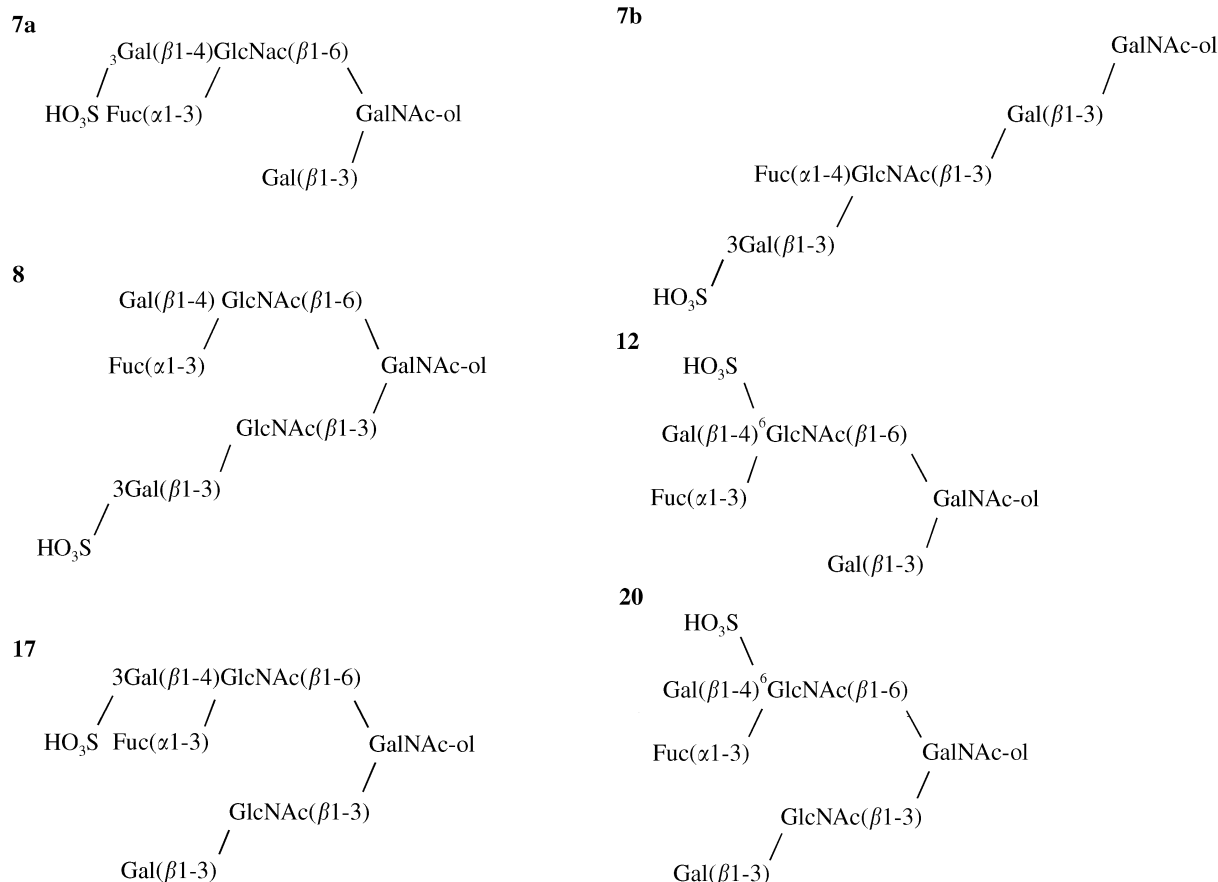 7a
₃Gal(β1-4)GlcNac(β1-6)
HO₃S Fuc(α1-3)
GalNAc-ol
Gal(β1-3)
7b
GalNAc-ol
Gal(β1-3)
Fuc(α1-4)GlcNAc(β1-3)
3Gal(β1-3)
HO₃S
8
Gal(β1-4) GlcNAc(β1-6)
Fuc(α1-3)
GalNAc-ol
GlcNAc(β1-3)
3Gal(β1-3)
HO₃S
12
HO₃S
Gal(β1-4)⁶GlcNAc(β1-6)
Fuc(α1-3)
GalNAc-ol
Gal(β1-3)
17
3Gal(β1-4)GlcNAc(β1-6)
HO₃S Fuc(α1-3)
GalNAc-ol
GlcNAc(β1-3)
Gal(β1-3)
20
HO₃S
Gal(β1-4)⁶GlcNAc(β1-6)
Fuc(α1-3)
GalNAc-ol
GlcNAc(β1-3)
Gal(β1-3)